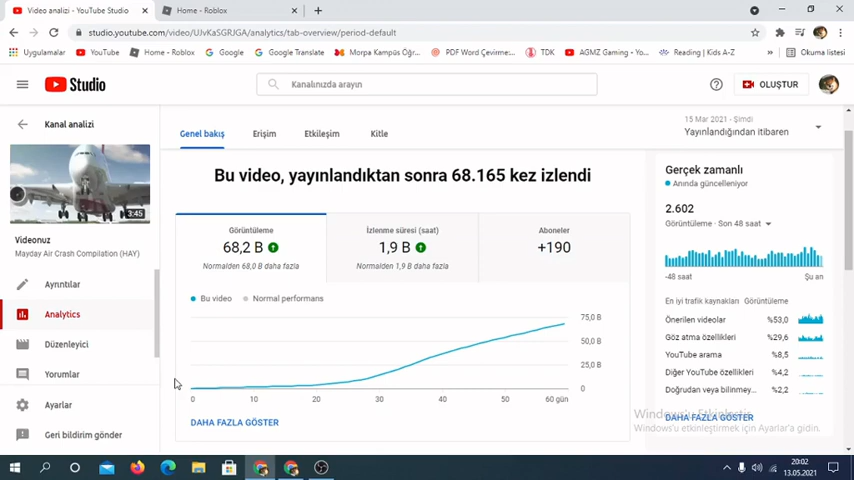 Video analizi - YouTube Studio
Home - Roblox
studio.youtube.com/video/UJvKaSGRJGA/analytics/tab-overview/period-default
Uygulamalar
YouTube
Home - Roblox
Google
Google Translate
Morpa Kampüs Öğr...
PDF Word Çevirme:...
TDK
AGMZ Gaming - You...
Reading | Kids A-Z
»
Okuma listesi
Studio
Kanalınızda arayın
OLUŞTUR
Kanal analizi
3:45
Videonuz
Mayday Air Crash Compilation (HAY)
Ayrıntılar
Analytics
Düzenleyici
Yorumlar
Ayarlar
Geri bildirim gönder
Genel bakış
Erişim
Etkileşim
Kitle
15 Mar 2021 - Şimdi
Yayınlandığından itibaren
Bu video, yayınlandıktan sonra 68.165 kez izlendi
Görüntüleme
68,2 B
Normalden 68,0 B daha fazla
İzlenme süresi (saat)
1,9 B
Normalden 1,9 B daha fazla
Aboneler
+190
Bu video
Normal performans
75,0 B
50,0 B
25,0 B
0
0 10 20 30 40 50 60 gün
DAHA FAZLA GÖSTER
Gerçek zamanlı
Anında güncelleniyor
2.602
Görüntüleme · Son 48 saat
-48 saat
Şu an
En iyi trafik kaynakları Görüntüleme
Önerilen videolar %53,0
Göz atma özellikleri %29,6
YouTube arama %8,5
Diğer YouTube özellikleri %4,2
Doğrudan veya bilinmey... %2,2
DAHA FAZLA GÖSTER
Windows'u Etkinleştir
Windows'u etkinleştirmek için Ayarlar'a gidin.
20:02
13.05.2021